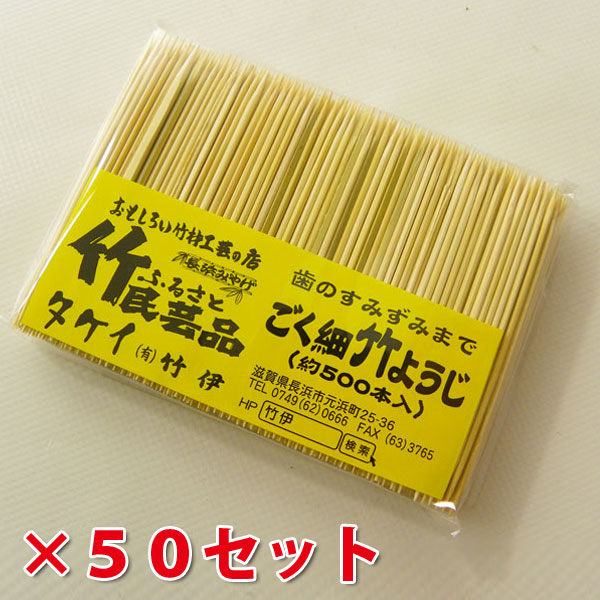 おもしろい竹枠工芸の店
長浜みやげ
竹ふるさと民芸品
タケイ (有)竹伊
歯のすみずみまで
ごく細竹ようじ
(約500本入)
滋賀県長浜市元浜町25-36
TEL 0749(62)0666 FAX (63)3765
HP 竹伊 検索
×50セット